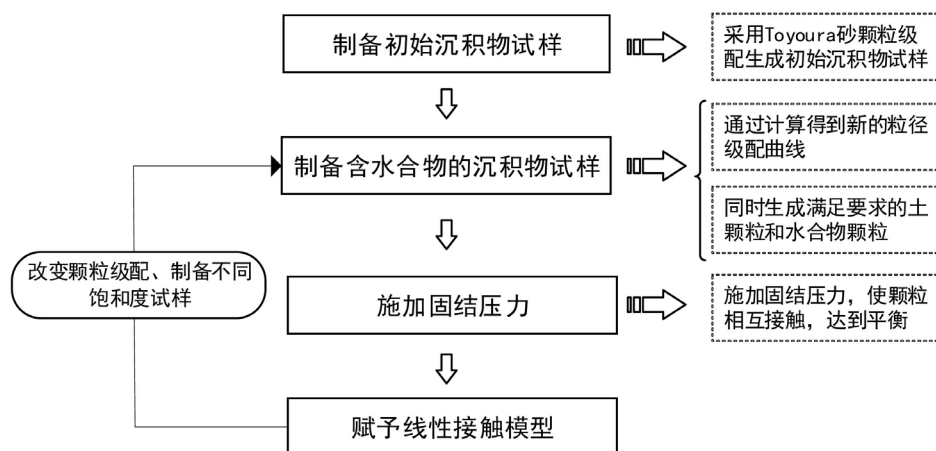 制备初始沉积物试样
采用Toyoura砂颗粒级
配生成初始沉积物试样
制备含水合物的沉积物试样
通过计算得到新的粒径
级配曲线
同时生成满足要求的土
颗粒和水合物颗粒
改变颗粒级配、制备不同
饱和度试样
施加固结压力
施加固结压力，使颗粒
相互接触，达到平衡
赋予线性接触模型